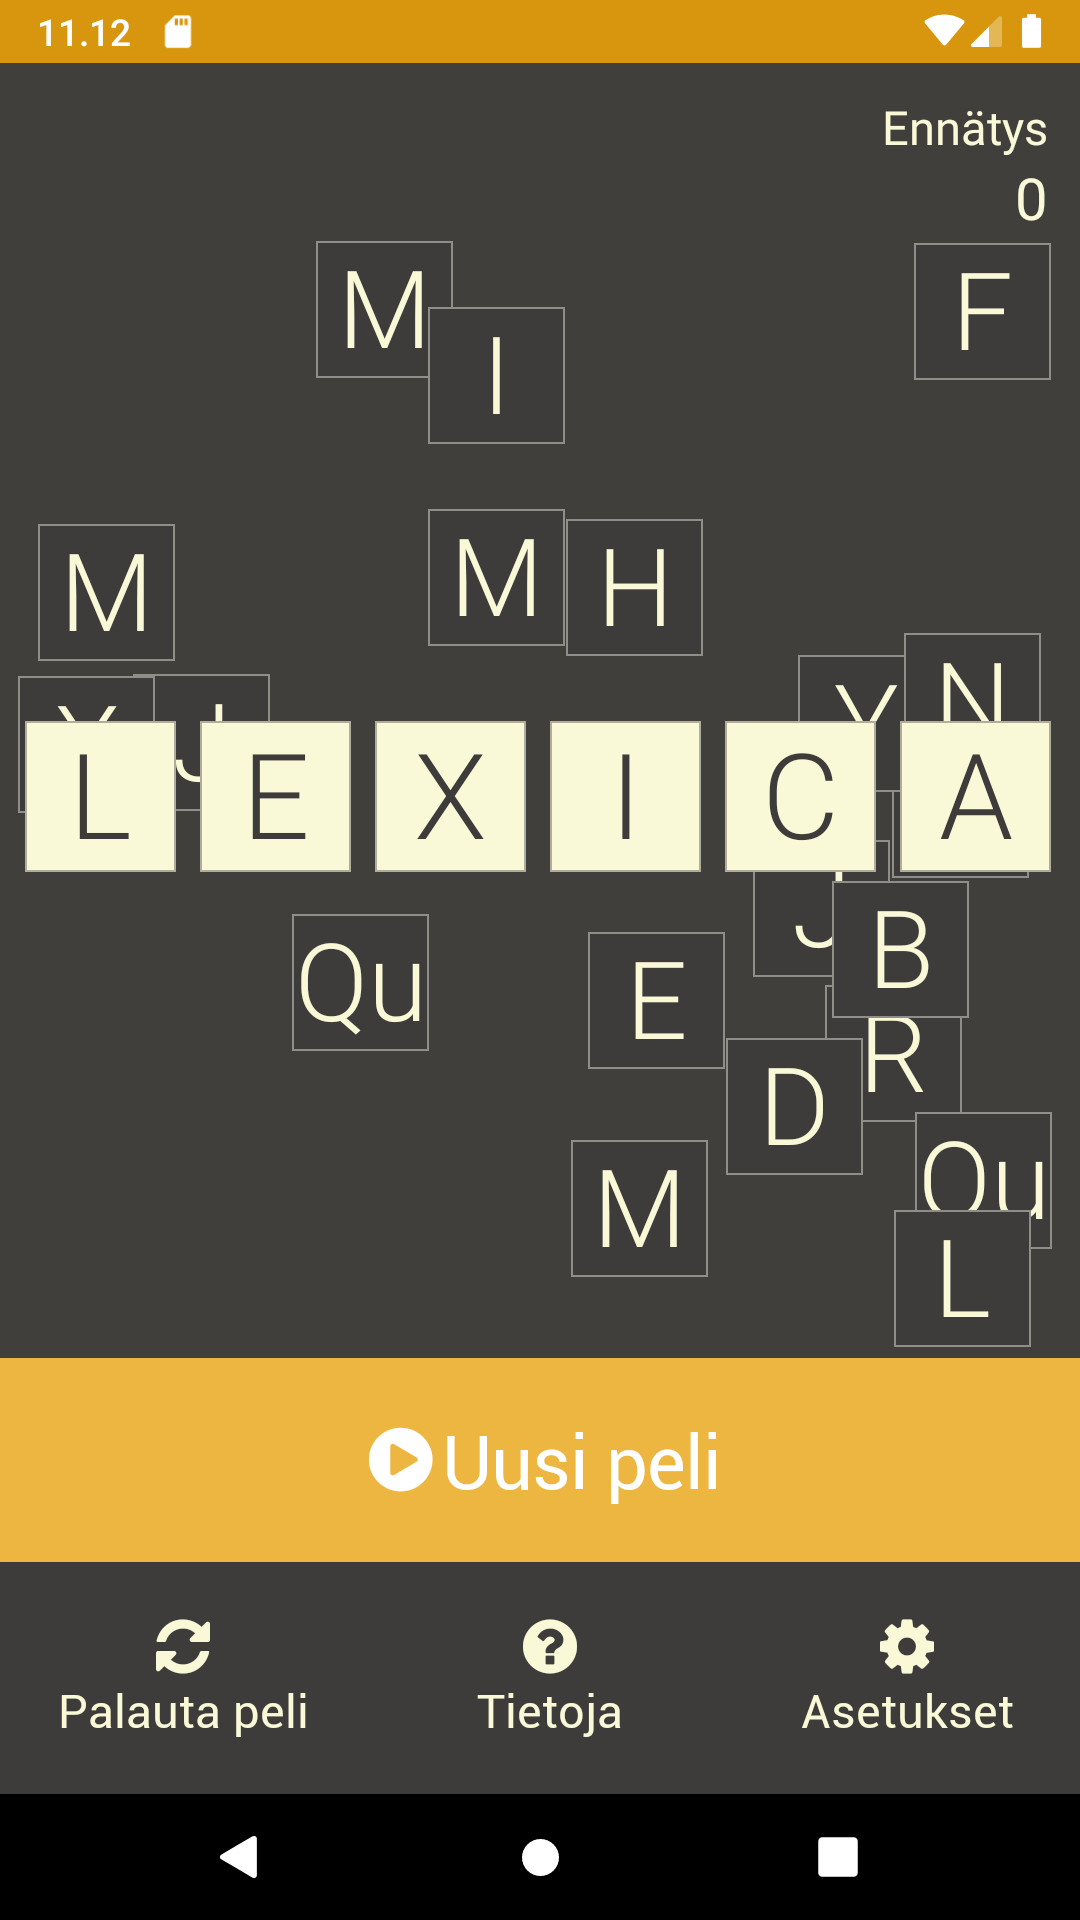 11.12
Ennätys
0
M
F
I
M
M
H
N
Y
J
L E X I C A
J
B
Qu
E
R
D
Qu
M
L
Uusi peli
Palauta peli Tietoja Asetukset